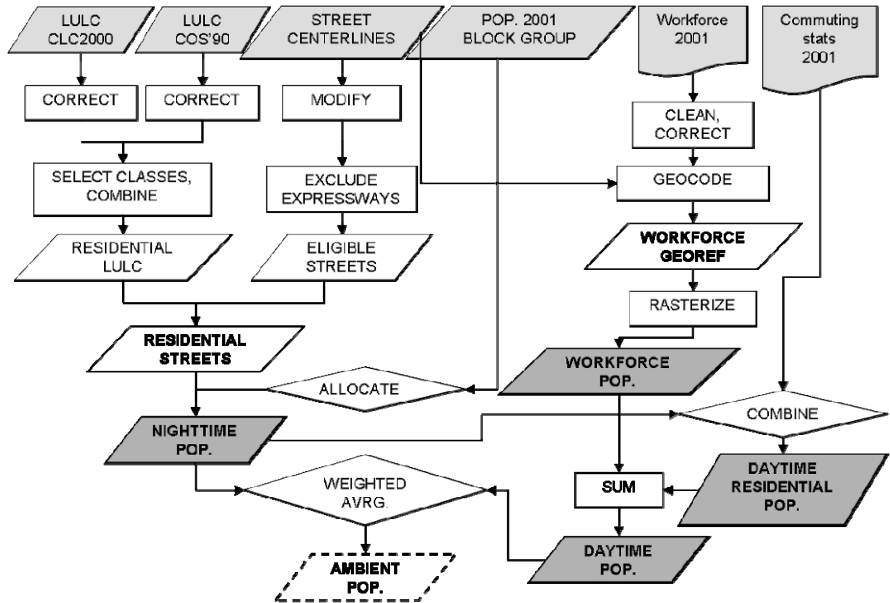 LULC
CLC2000
LULC
COS'90
STREET
CENTERLINES
POP. 2001
BLOCK GROUP
Workforce
2001
Commuting
stats
2001
CORRECT
CORRECT
MODIFY
CLEAN,
CORRECT
SELECT CLASSES,
COMBINE
EXCLUDE
EXPRESSWAYS
GEOCODE
RESIDENTIAL
LULC
ELIGIBLE
STREETS
WORKFORCE
GEOREF
RASTERIZE
RESIDENTIAL
STREETS
WORKFORCE
POP.
ALLOCATE
COMBINE
NIGHTTIME
POP.
WEIGHTED
AVRG.
SUM
DAYTIME
RESIDENTIAL
POP.
AMBIENT
POP.
DAYTIME
POP.